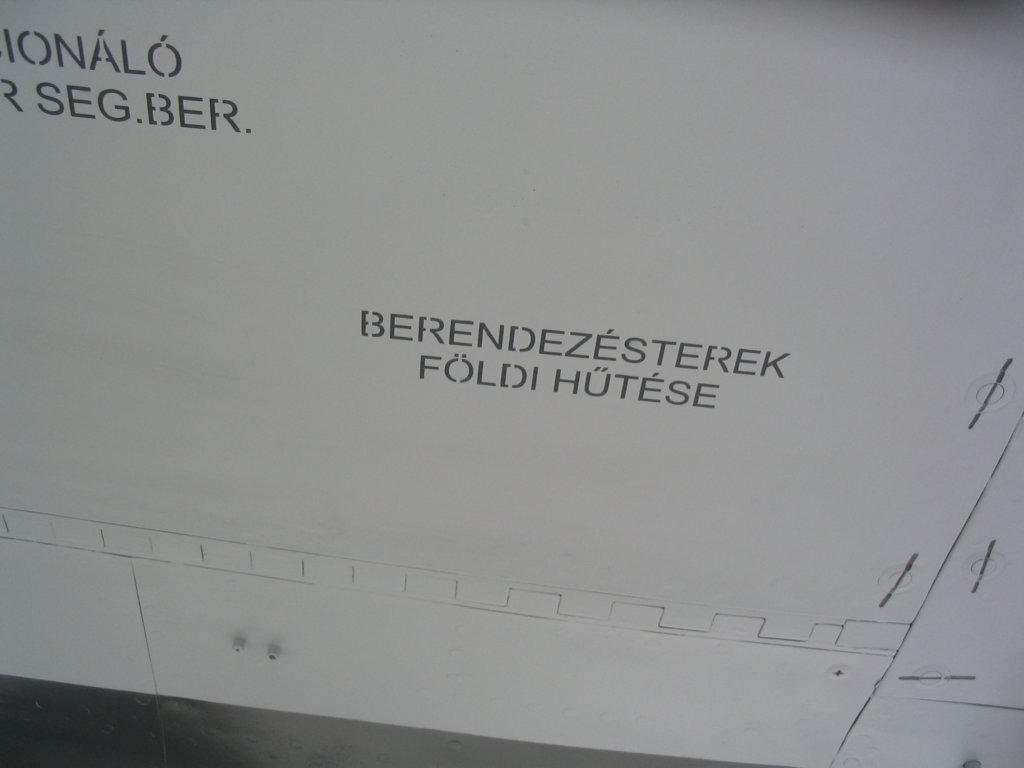 IONÁLÓ
R SEG.BER.
BERENDEZÉSTEREK
FÖLDI HŰTÉSE